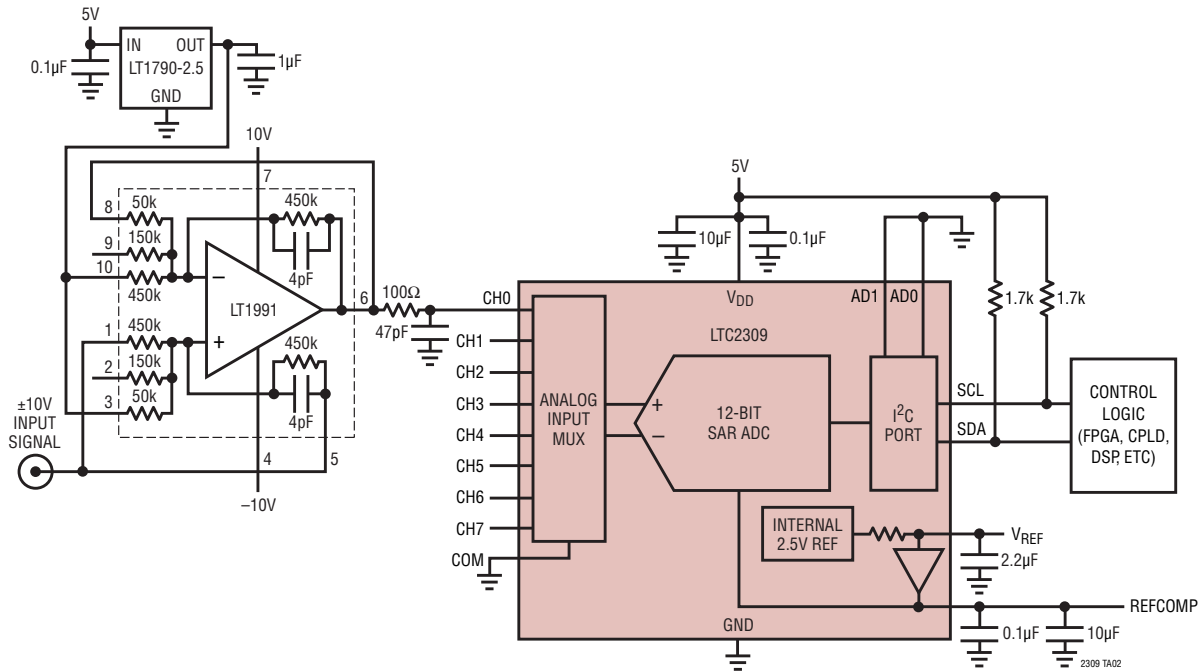 5V
IN
OUT
LT1790-2.5
GND
0.1µF
1µF
10V
7
8
50k
9
150k
10
450k
450k
4pF
LT1991
–
+
6
1
450k
2
150k
3
50k
450k
4pF
4
5
–10V
±10V
INPUT
SIGNAL
100Ω
47pF
5V
10µF
0.1µF
VDD
AD1
AD0
LTC2309
CH0
CH1
CH2
CH3
CH4
CH5
CH6
CH7
COM
ANALOG
INPUT
MUX
+
–
12-BIT
SAR ADC
I2C
PORT
SCL
SDA
1.7k
1.7k
CONTROL
LOGIC
(FPGA, CPLD,
DSP, ETC)
INTERNAL
2.5V REF
VREF
2.2µF
REFCOMP
GND
0.1µF
10µF
2309 TA02